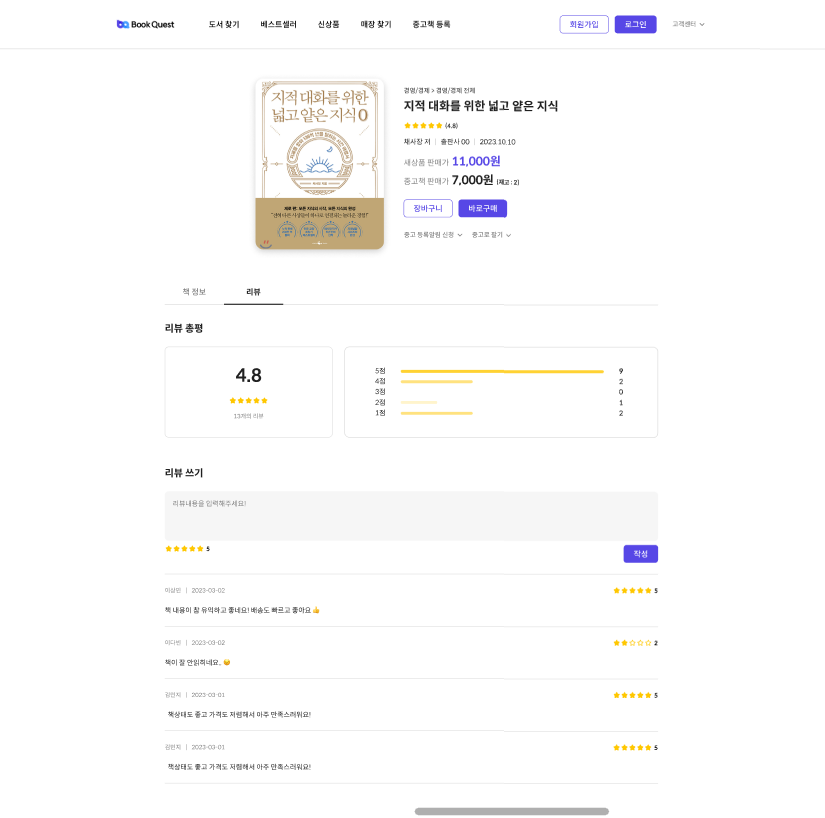 Book Quest 도서 찾기 베스트셀러 신상품 매장 찾기 중고책 등록 회원가입 로그인 고객센터
지적 대화를 위한
넓고 얕은 지식 0
경영/경제 > 경영/경제 전체
지적 대화를 위한 넓고 얕은 지식
(4.8)
채사장 저 | 출판사 00 | 2023.10.10
새상품 판매가 11,000원
중고책 판매가 7,000원 (재고 : 2)
장바구니 바로구매
중고 등록알림 신청 중고로 팔기
책 정보 리뷰
리뷰 총평
4.8
13개의 리뷰
5점 9
4점 2
3점 0
2점 1
1점 2
리뷰 쓰기
리뷰내용을 입력해주세요!
5
작성
| 2023-03-02 5
책 내용이 참 유익하고 좋네요! 배송도 빠르고 좋아요 👍
| 2023-03-02 2
책이 잘 안읽혀네요, 😔
| 2023-03-01 5
책상태도 좋고 가격도 저렴해서 아주 만족스러워요!
| 2023-03-01 5
책상태도 좋고 가격도 저렴해서 아주 만족스러워요!